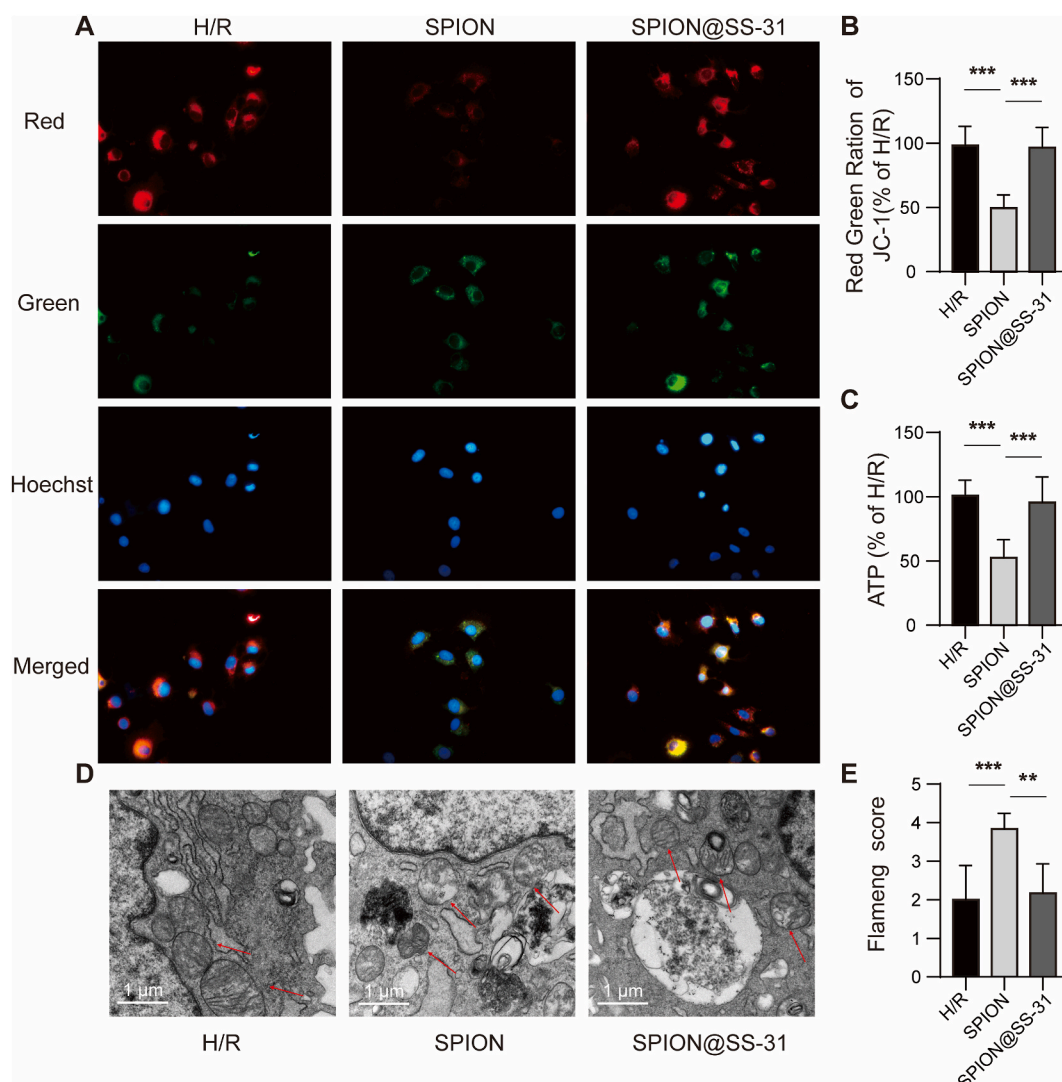 A
H/R
SPION
SPION@SS-31
Red
Green
Hoechst
Merged
B
Red Green Ration of
JC-1(% of H/R)
150
100
50
0
***
***
H/R
SPION
SPION@SS-31
C
ATP (% of H/R)
150
100
50
0
***
***
H/R
SPION
SPION@SS-31
D
1 μm
1 μm
1 μm
H/R
SPION
SPION@SS-31
E
Flameng score
5
4
3
2
1
0
***
**
H/R
SPION
SPION@SS-31